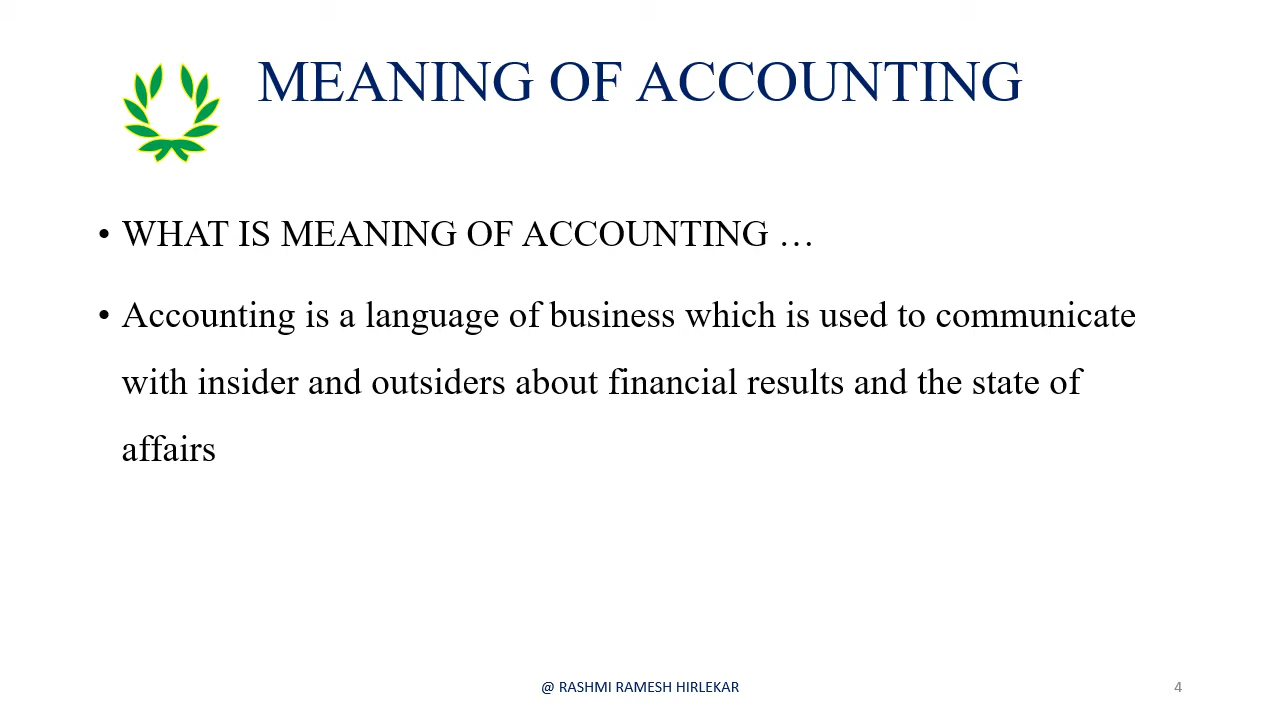 MEANING OF ACCOUNTING
• WHAT IS MEANING OF ACCOUNTING …
• Accounting is a language of business which is used to communicate
with insider and outsiders about financial results and the state of
affairs
@ RASHMI RAMESH HIRLEKAR
4